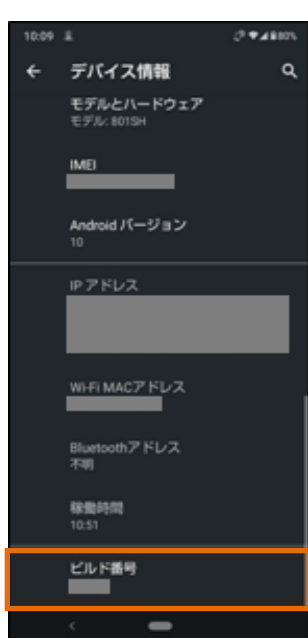 10:09
80%
デバイス情報
モデルとハードウェア
モデル: 801SH
IMEI
Android バージョン
10
IP アドレス
Wi-Fi MACアドレス
Bluetoothアドレス
不明
稼働時間
10:51
ビルド番号